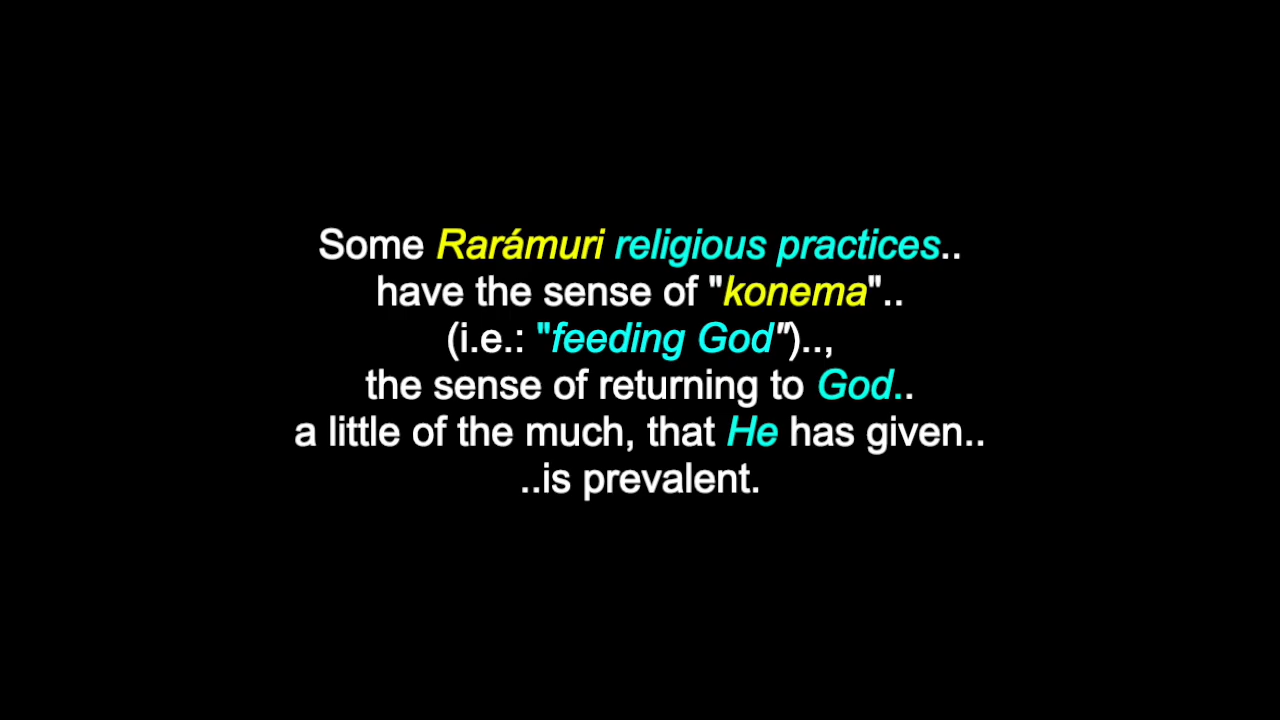 Some Rarámuri religious practices..
have the sense of "konema"..
(i.e.: "feeding God")..,
the sense of returning to God..
a little of the much, that He has given..
..is prevalent.